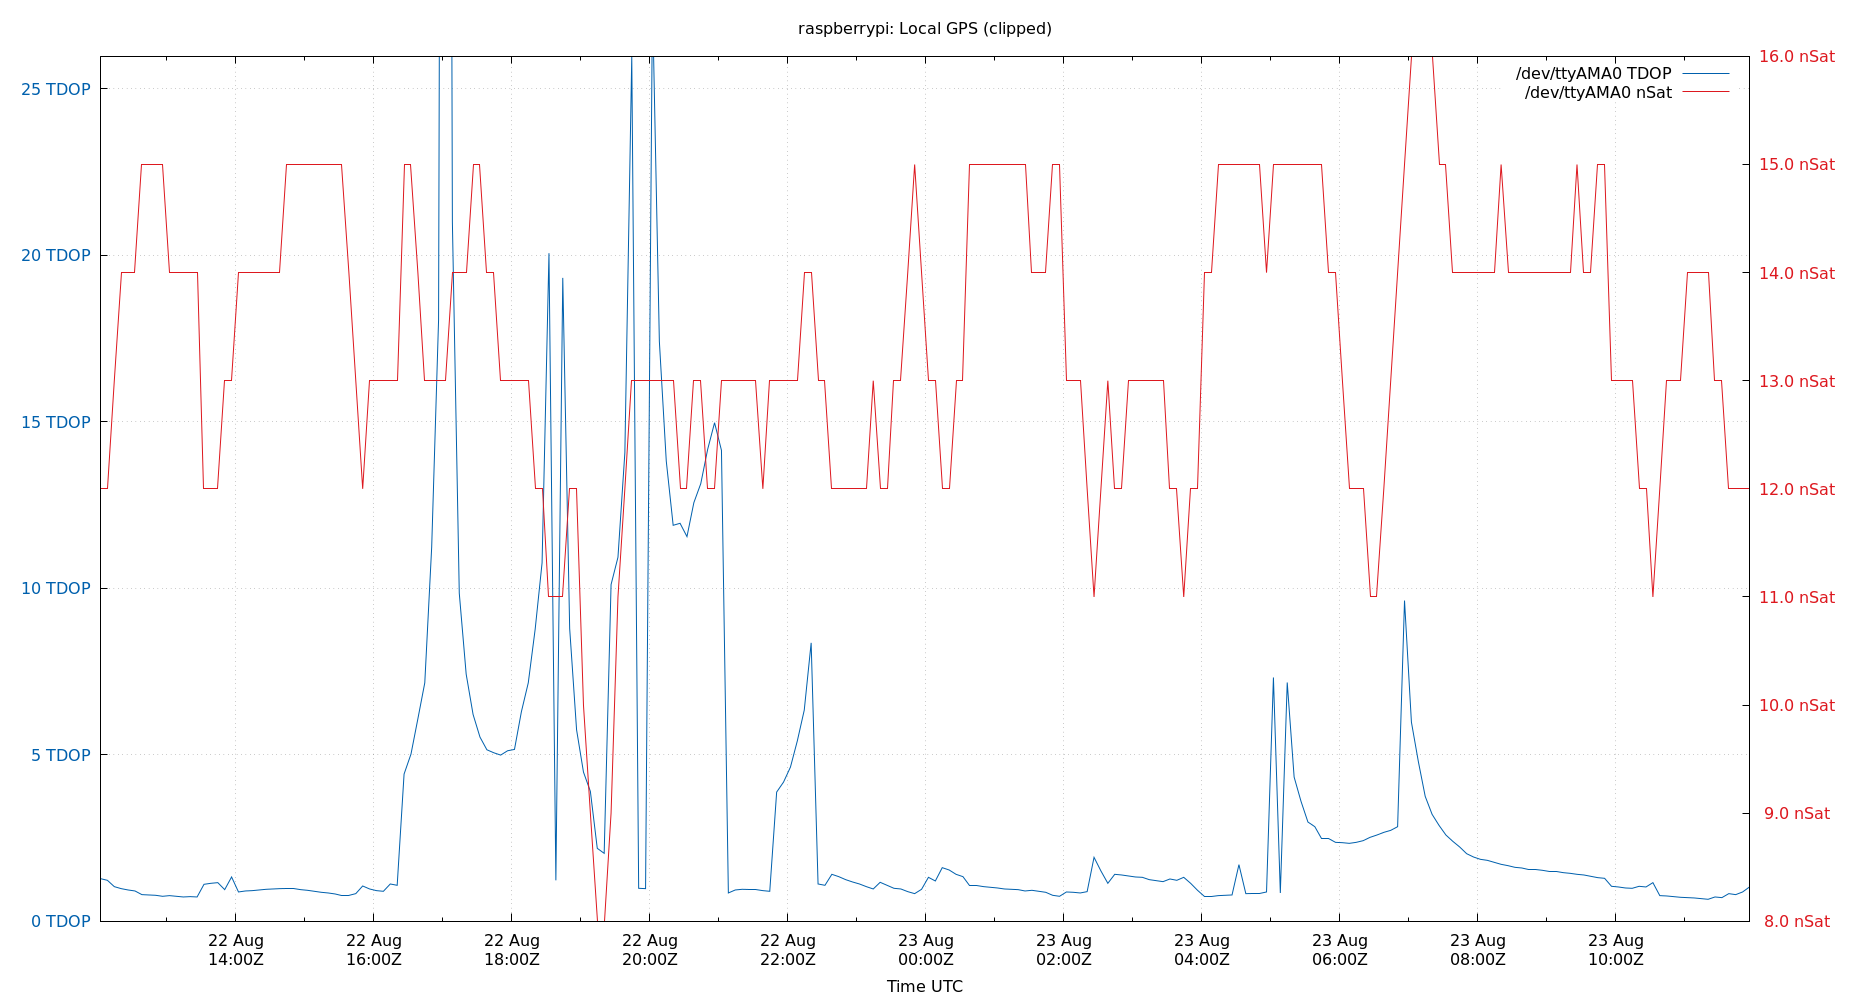 raspberrypi: Local GPS (clipped)
/dev/ttyAMA0 TDOP
/dev/ttyAMA0 nSat
25 TDOP
20 TDOP
15 TDOP
10 TDOP
5 TDOP
0 TDOP
16.0 nSat
15.0 nSat
14.0 nSat
13.0 nSat
12.0 nSat
11.0 nSat
10.0 nSat
9.0 nSat
8.0 nSat
22 Aug 22 Aug 22 Aug 22 Aug 22 Aug 23 Aug 23 Aug 23 Aug 23 Aug 23 Aug 23 Aug
14:00Z 16:00Z 18:00Z 20:00Z 22:00Z 00:00Z 02:00Z 04:00Z 06:00Z 08:00Z 10:00Z
Time UTC